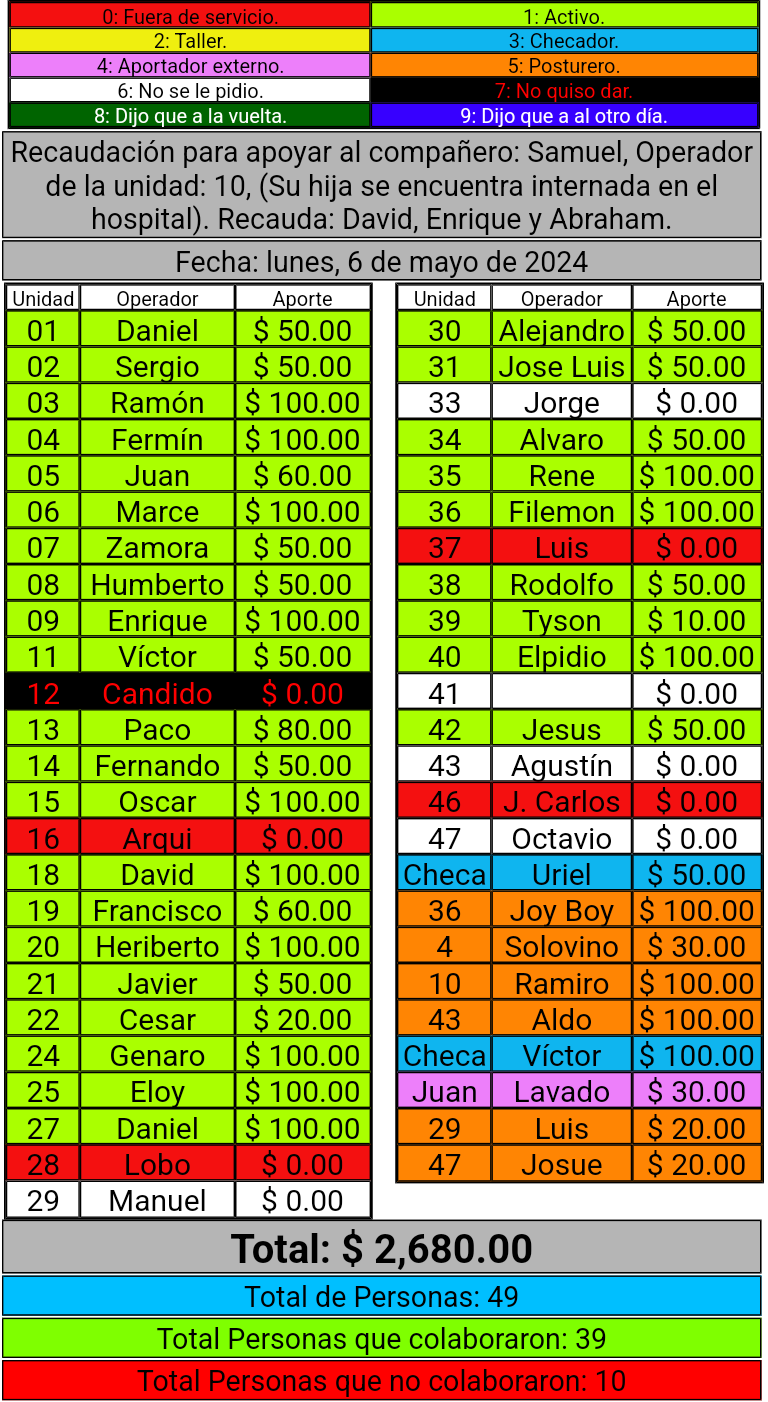 0: Fuera de servicio. 1: Activo.
2: Taller. 3: Checador.
4: Aportador externo. 5: Posturero.
6: No se le pidio. 7: No quiso dar.
8: Dijo que a la vuelta. 9: Dijo que a al otro día.
Recaudación para apoyar al compañero: Samuel, Operador
de la unidad: 10, (Su hija se encuentra internada en el
hospital). Recauda: David, Enrique y Abraham.
Fecha: lunes, 6 de mayo de 2024
Unidad Operador Aporte
01 Daniel $ 50.00
02 Sergio $ 50.00
03 Ramón $ 100.00
04 Fermín $ 100.00
05 Juan $ 60.00
06 Marce $ 100.00
07 Zamora $ 50.00
08 Humberto $ 50.00
09 Enrique $ 100.00
11 Víctor $ 50.00
12 Candido $ 0.00
13 Paco $ 80.00
14 Fernando $ 50.00
15 Oscar $ 100.00
16 Arqui $ 0.00
18 David $ 100.00
19 Francisco $ 60.00
20 Heriberto $ 100.00
21 Javier $ 50.00
22 Cesar $ 20.00
24 Genaro $ 100.00
25 Eloy $ 100.00
27 Daniel $ 100.00
28 Lobo $ 0.00
29 Manuel $ 0.00
Unidad Operador Aporte
30 Alejandro $ 50.00
31 Jose Luis $ 50.00
33 Jorge $ 0.00
34 Alvaro $ 50.00
35 Rene $ 100.00
36 Filemon $ 100.00
37 Luis $ 0.00
38 Rodolfo $ 50.00
39 Tyson $ 10.00
40 Elpidio $ 100.00
41 $ 0.00
42 Jesus $ 50.00
43 Agustín $ 0.00
46 J. Carlos $ 0.00
47 Octavio $ 0.00
Checa Uriel $ 50.00
36 Joy Boy $ 100.00
4 Solovino $ 30.00
10 Ramiro $ 100.00
43 Aldo $ 100.00
Checa Víctor $ 100.00
Juan Lavado $ 30.00
29 Luis $ 20.00
47 Josue $ 20.00
Total: $ 2,680.00
Total de Personas: 49
Total Personas que colaboraron: 39
Total Personas que no colaboraron: 10